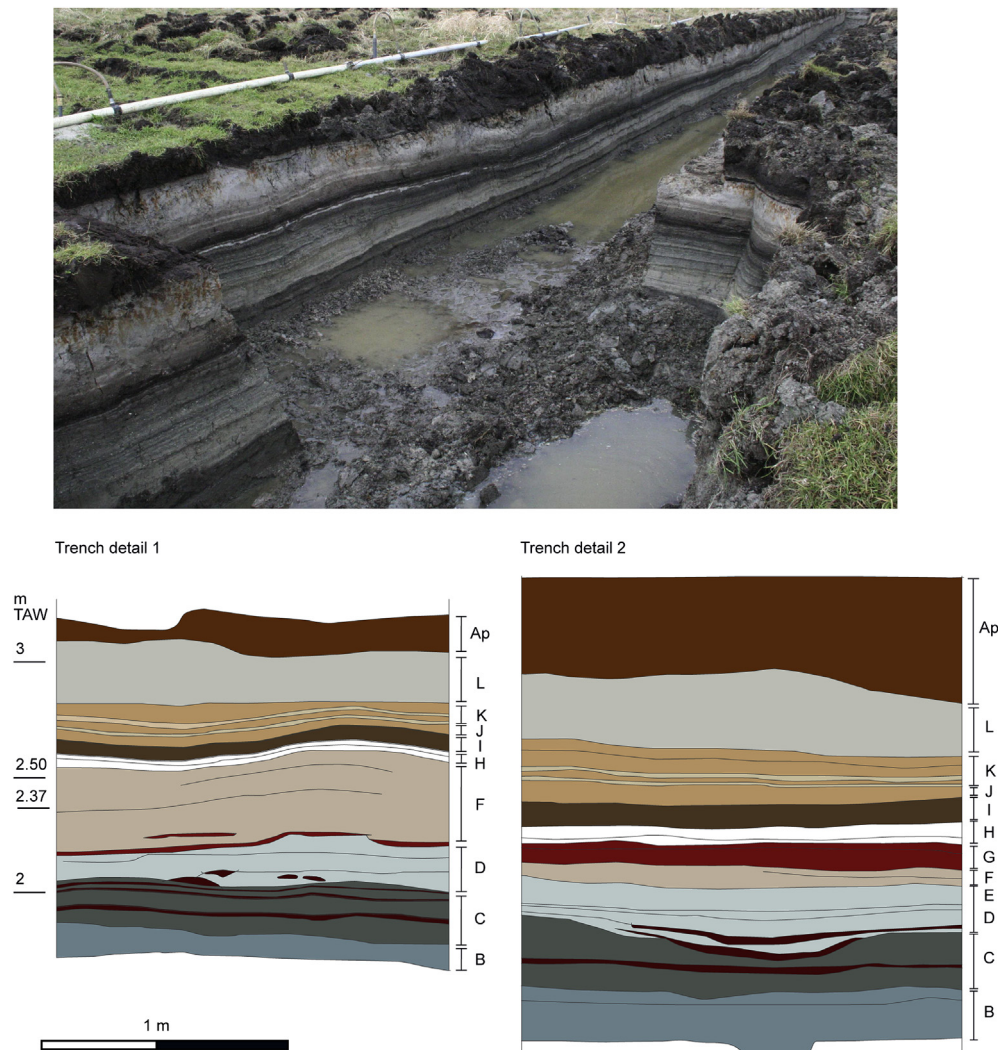 Trench detail 1
m
TAW
3
2.50
2.37
2
Ap
L
K
J
I
H
F
D
C
B
1 m
Trench detail 2
Ap
L
K
J
I
H
G
F
E
D
C
B